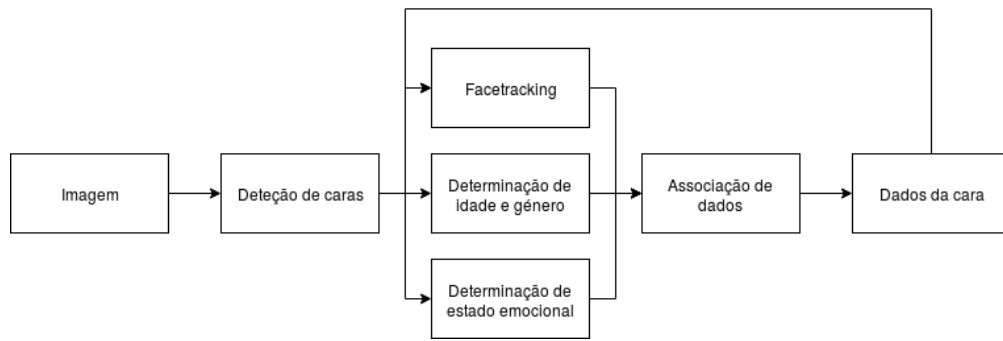 Facetracking
Imagem
Deteção de caras
Determinação de
idade e género
Associação de
dados
Dados da cara
Determinação de
estado emocional